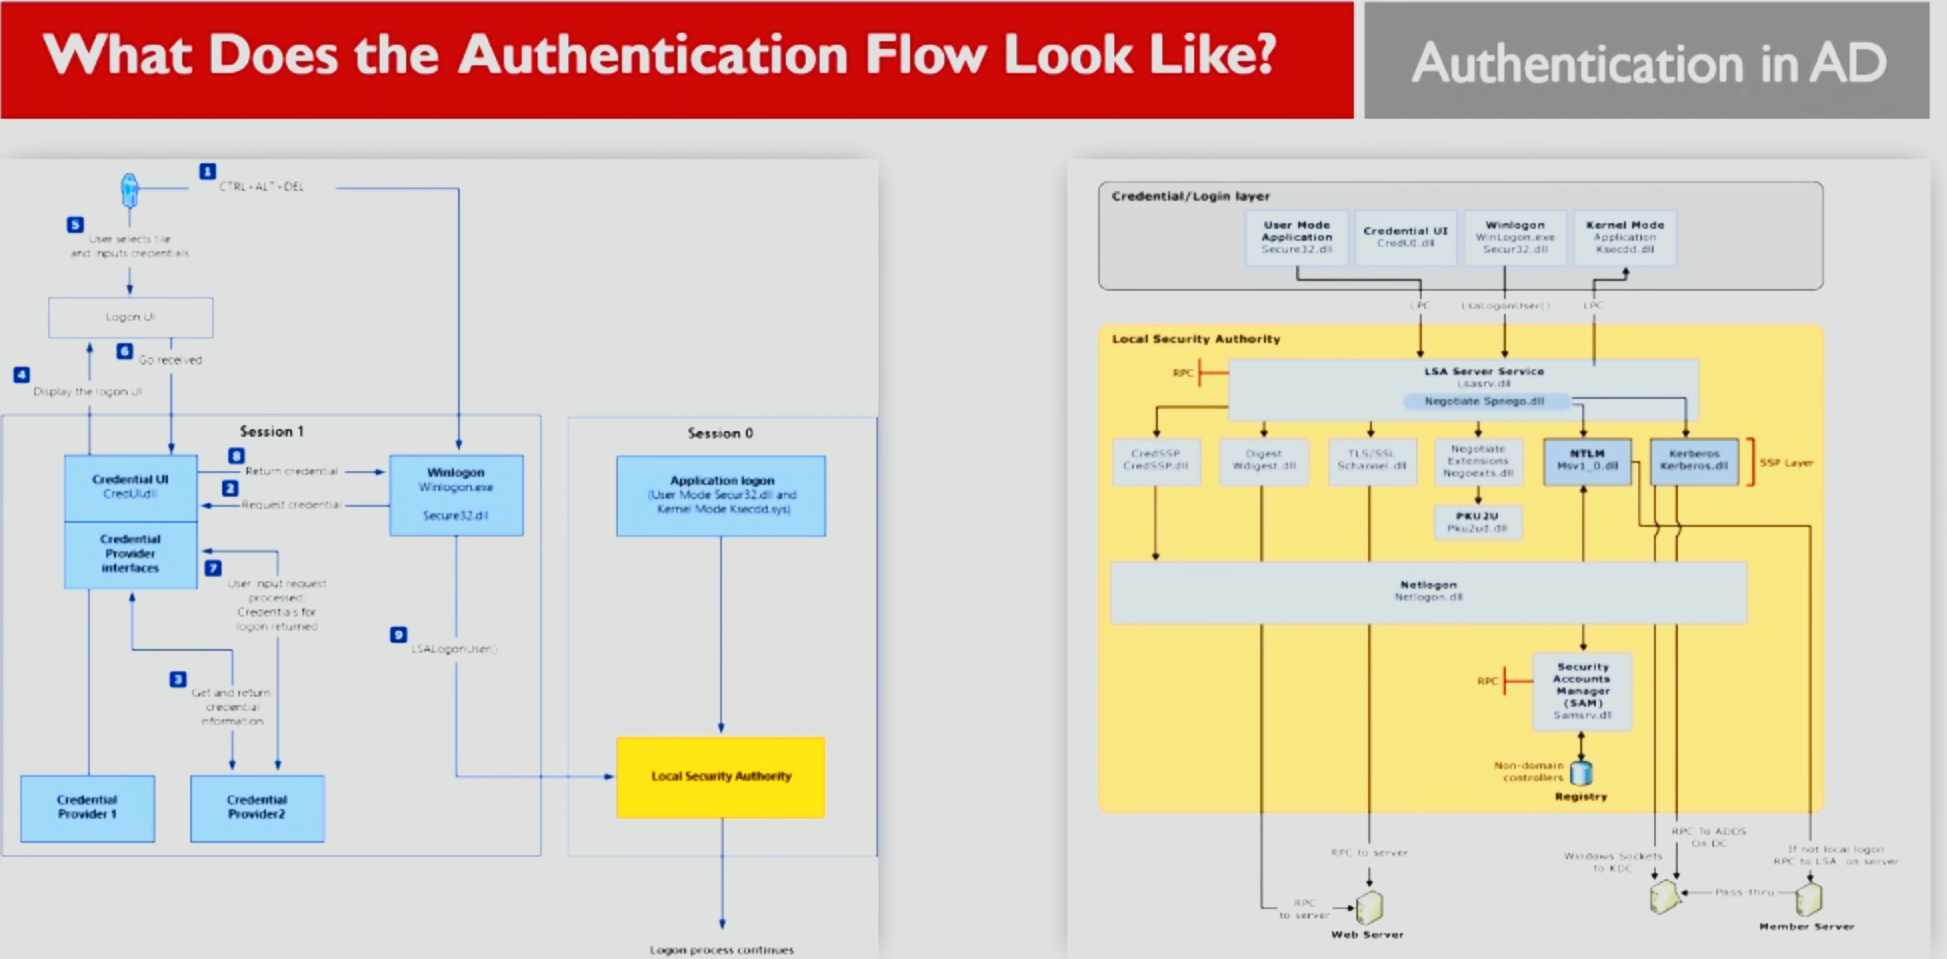 What Does the Authentication Flow Look Like?
Authentication in AD
1
CTRL+ALT+DEL
5
User selects tile
and inputs credentials
Logon UI
6
Go received
4
Display the logon UI
Session 1
Credential UI
CredUI.dll
Credential
Provider
interfaces
8
Return credential
2
Request credential
Winlogon
Winlogon.exe
Secure32.dll
7
User input request
processed.
Credentials for
logon returned
9
LSALogonUser()
3
Get and return
credential
information
Credential
Provider 1
Credential
Provider2
Session 0
Application logon
(User Mode Secur32.dll and
Kernel Mode Ksecdd.sys)
Local Security Authority
Logon process continues
Credential/Login layer
User Mode
Application
Secure32.dll
Credential UI
CredUI.dll
Winlogon
WinLogon.exe
Secur32.dll
Kernel Mode
Application
Ksecdd.dll
LPC
LsaLogonUser()
LPC
Local Security Authority
RPC
LSA Server Service
Lsasrv.dll
Negotiate Spnego.dll
CredSSP
CredSSP.dll
Digest
Wdigest.dll
TLS/SSL
Schannel.dll
Negotiate
Extensions
Negoexts.dll
NTLM
Msv1_0.dll
Kerberos
Kerberos.dll
SSP Layer
PKU2U
Pku2ud.dll
Netlogon
Netlogon.dll
RPC
Security
Accounts
Manager
(SAM)
Samsrv.dll
Non-domain
controllers
Registry
RPC to server
RPC
to server
Web Server
Windows Sockets
to KDC
RPC To ADDS
On DC
If not local logon
RPC to LSA on server
Pass thru
Member Server